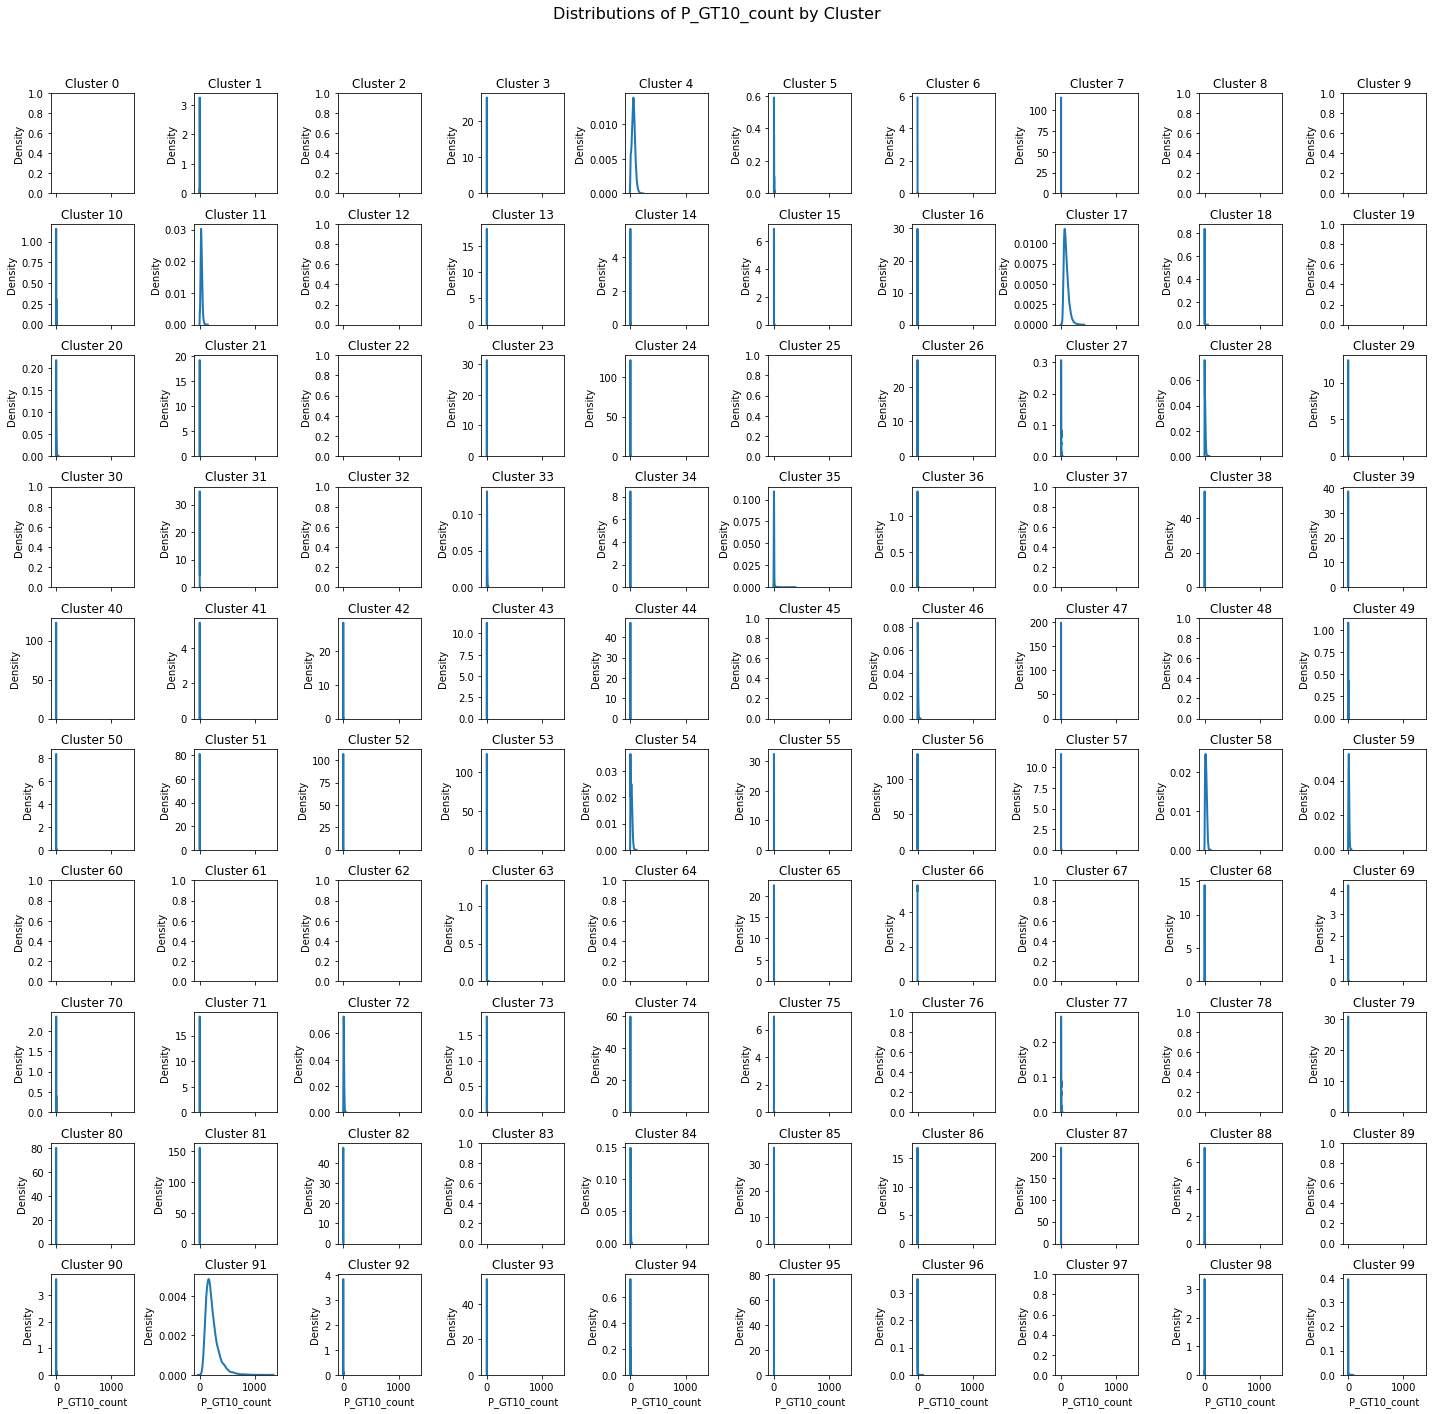 Distributions of P_GT10_count by Cluster
Cluster 0 Cluster 1 Cluster 2 Cluster 3 Cluster 4 Cluster 5 Cluster 6 Cluster 7 Cluster 8 Cluster 9
Density 1.0 0.8 0.6 0.4 0.2 0.0
Density 3 2 1 0
Density 1.0 0.8 0.6 0.4 0.2 0.0
Density 20 10 0
Density 0.010 0.005 0.000
Density 0.6 0.4 0.2 0.0
Density 6 4 2 0
Density 100 75 50 25 0
Density 1.0 0.8 0.6 0.4 0.2 0.0
Density 1.0 0.8 0.6 0.4 0.2 0.0
Cluster 10 Cluster 11 Cluster 12 Cluster 13 Cluster 14 Cluster 15 Cluster 16 Cluster 17 Cluster 18 Cluster 19
Density 1.00 0.75 0.50 0.25 0.00
Density 0.03 0.02 0.01 0.00
Density 1.0 0.8 0.6 0.4 0.2 0.0
Density 15 10 5 0
Density 6 4 2 0
Density 6 4 2 0
Density 30 20 10 0
Density 0.0100 0.0075 0.0050 0.0025 0.0000
Density 0.8 0.6 0.4 0.2 0.0
Density 1.0 0.8 0.6 0.4 0.2 0.0
Cluster 20 Cluster 21 Cluster 22 Cluster 23 Cluster 24 Cluster 25 Cluster 26 Cluster 27 Cluster 28 Cluster 29
Density 0.20 0.15 0.10 0.05 0.00
Density 20 15 10 5 0
Density 1.0 0.8 0.6 0.4 0.2 0.0
Density 30 20 10 0
Density 100 50 0
Density 1.0 0.8 0.6 0.4 0.2 0.0
Density 20 10 0
Density 0.3 0.2 0.1 0.0
Density 0.06 0.04 0.02 0.00
Density 10 5 0
Cluster 30 Cluster 31 Cluster 32 Cluster 33 Cluster 34 Cluster 35 Cluster 36 Cluster 37 Cluster 38 Cluster 39
Density 1.0 0.8 0.6 0.4 0.2 0.0
Density 30 20 10 0
Density 1.0 0.8 0.6 0.4 0.2 0.0
Density 0.10 0.05 0.00
Density 8 6 4 2 0
Density 0.100 0.075 0.050 0.025 0.000
Density 1.0 0.5 0.0
Density 1.0 0.8 0.6 0.4 0.2 0.0
Density 40 20 0
Density 40 30 20 10 0
Cluster 40 Cluster 41 Cluster 42 Cluster 43 Cluster 44 Cluster 45 Cluster 46 Cluster 47 Cluster 48 Cluster 49
Density 100 50 0
Density 4 2 0
Density 20 10 0
Density 10.0 7.5 5.0 2.5 0.0
Density 40 30 20 10 0
Density 1.0 0.8 0.6 0.4 0.2 0.0
Density 0.08 0.06 0.04 0.02 0.00
Density 200 150 100 50 0
Density 1.0 0.8 0.6 0.4 0.2 0.0
Density 1.00 0.75 0.50 0.25 0.00
Cluster 50 Cluster 51 Cluster 52 Cluster 53 Cluster 54 Cluster 55 Cluster 56 Cluster 57 Cluster 58 Cluster 59
Density 8 6 4 2 0
Density 80 60 40 20 0
Density 100 75 50 25 0
Density 100 50 0
Density 0.03 0.02 0.01 0.00
Density 30 20 10 0
Density 100 50 0
Density 10.0 7.5 5.0 2.5 0.0
Density 0.02 0.01 0.00
Density 0.04 0.02 0.00
Cluster 60 Cluster 61 Cluster 62 Cluster 63 Cluster 64 Cluster 65 Cluster 66 Cluster 67 Cluster 68 Cluster 69
Density 1.0 0.8 0.6 0.4 0.2 0.0
Density 1.0 0.8 0.6 0.4 0.2 0.0
Density 1.0 0.8 0.6 0.4 0.2 0.0
Density 1.0 0.5 0.0
Density 1.0 0.8 0.6 0.4 0.2 0.0
Density 20 15 10 5 0
Density 4 2 0
Density 1.0 0.8 0.6 0.4 0.2 0.0
Density 15 10 5 0
Density 4 3 2 1 0
Cluster 70 Cluster 71 Cluster 72 Cluster 73 Cluster 74 Cluster 75 Cluster 76 Cluster 77 Cluster 78 Cluster 79
Density 2.0 1.5 1.0 0.5 0.0
Density 15 10 5 0
Density 0.06 0.04 0.02 0.00
Density 1.5 1.0 0.5 0.0
Density 60 40 20 0
Density 6 4 2 0
Density 1.0 0.8 0.6 0.4 0.2 0.0
Density 0.2 0.1 0.0
Density 1.0 0.8 0.6 0.4 0.2 0.0
Density 30 20 10 0
Cluster 80 Cluster 81 Cluster 82 Cluster 83 Cluster 84 Cluster 85 Cluster 86 Cluster 87 Cluster 88 Cluster 89
Density 80 60 40 20 0
Density 150 100 50 0
Density 40 30 20 10 0
Density 1.0 0.8 0.6 0.4 0.2 0.0
Density 0.15 0.10 0.05 0.00
Density 30 20 10 0
Density 15 10 5 0
Density 200 150 100 50 0
Density 6 4 2 0
Density 1.0 0.8 0.6 0.4 0.2 0.0
Cluster 90 Cluster 91 Cluster 92 Cluster 93 Cluster 94 Cluster 95 Cluster 96 Cluster 97 Cluster 98 Cluster 99
Density 3 2 1 0
Density 0.004 0.002 0.000
Density 4 3 2 1 0
Density 40 20 0
Density 0.6 0.4 0.2 0.0
Density 80 60 40 20 0
Density 0.3 0.2 0.1 0.0
Density 1.0 0.8 0.6 0.4 0.2 0.0
Density 3 2 1 0
Density 0.4 0.3 0.2 0.1 0.0
0 1000 0 1000 0 1000 0 1000 0 1000 0 1000 0 1000 0 1000 0 1000 0 1000
P_GT10_count P_GT10_count P_GT10_count P_GT10_count P_GT10_count P_GT10_count P_GT10_count P_GT10_count P_GT10_count P_GT10_count